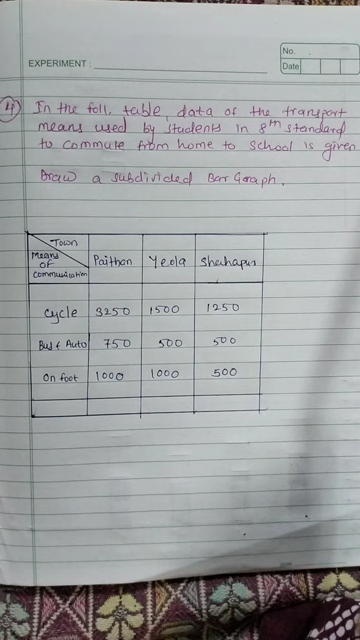 No.
EXPERIMENT :
Date
4) In the foll. table data of the transport
means used by students in 8th standard
to commute from home to school is given
Draw a subdivided Bar Graph.
Town
Means of Communication
Paithan Yeola Shahapur
Cycle 3250 1500 1250
Bus & Auto 750 500 500
On foot 1000 1000 500